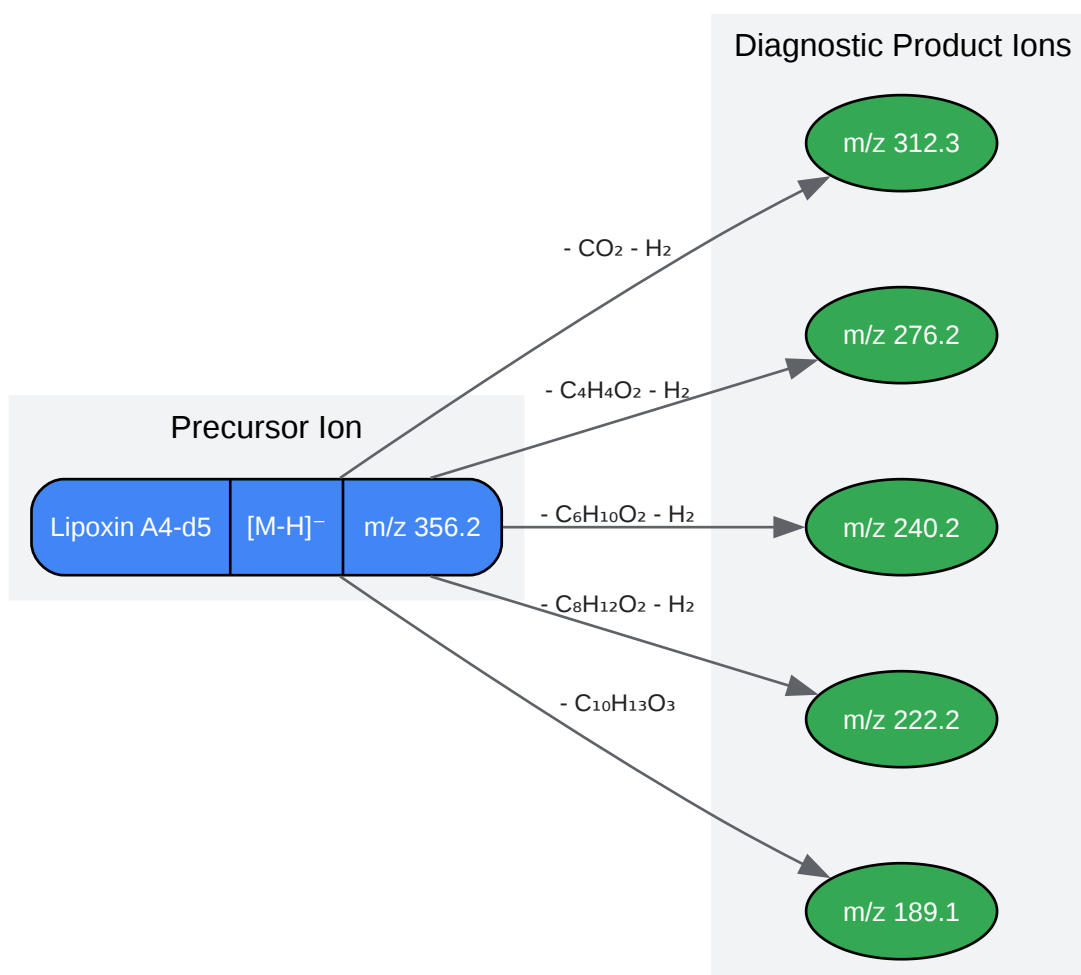 Diagnostic Product Ions
m/z 312.3
- CO₂ - H₂
m/z 276.2
- C₄H₄O₂ - H₂
Precursor Ion
Lipoxin A4-d5
[M-H]⁻
m/z 356.2
- C₆H₁₀O₂ - H₂
m/z 240.2
- C₈H₁₂O₂ - H₂
m/z 222.2
- C₁₀H₁₃O₃
m/z 189.1